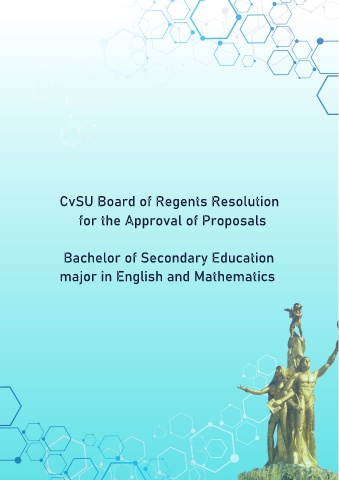 CvSU Board of Regents Resolution
for the Approval of Proposals
Bachelor of Secondary Education
major in English and Mathematics